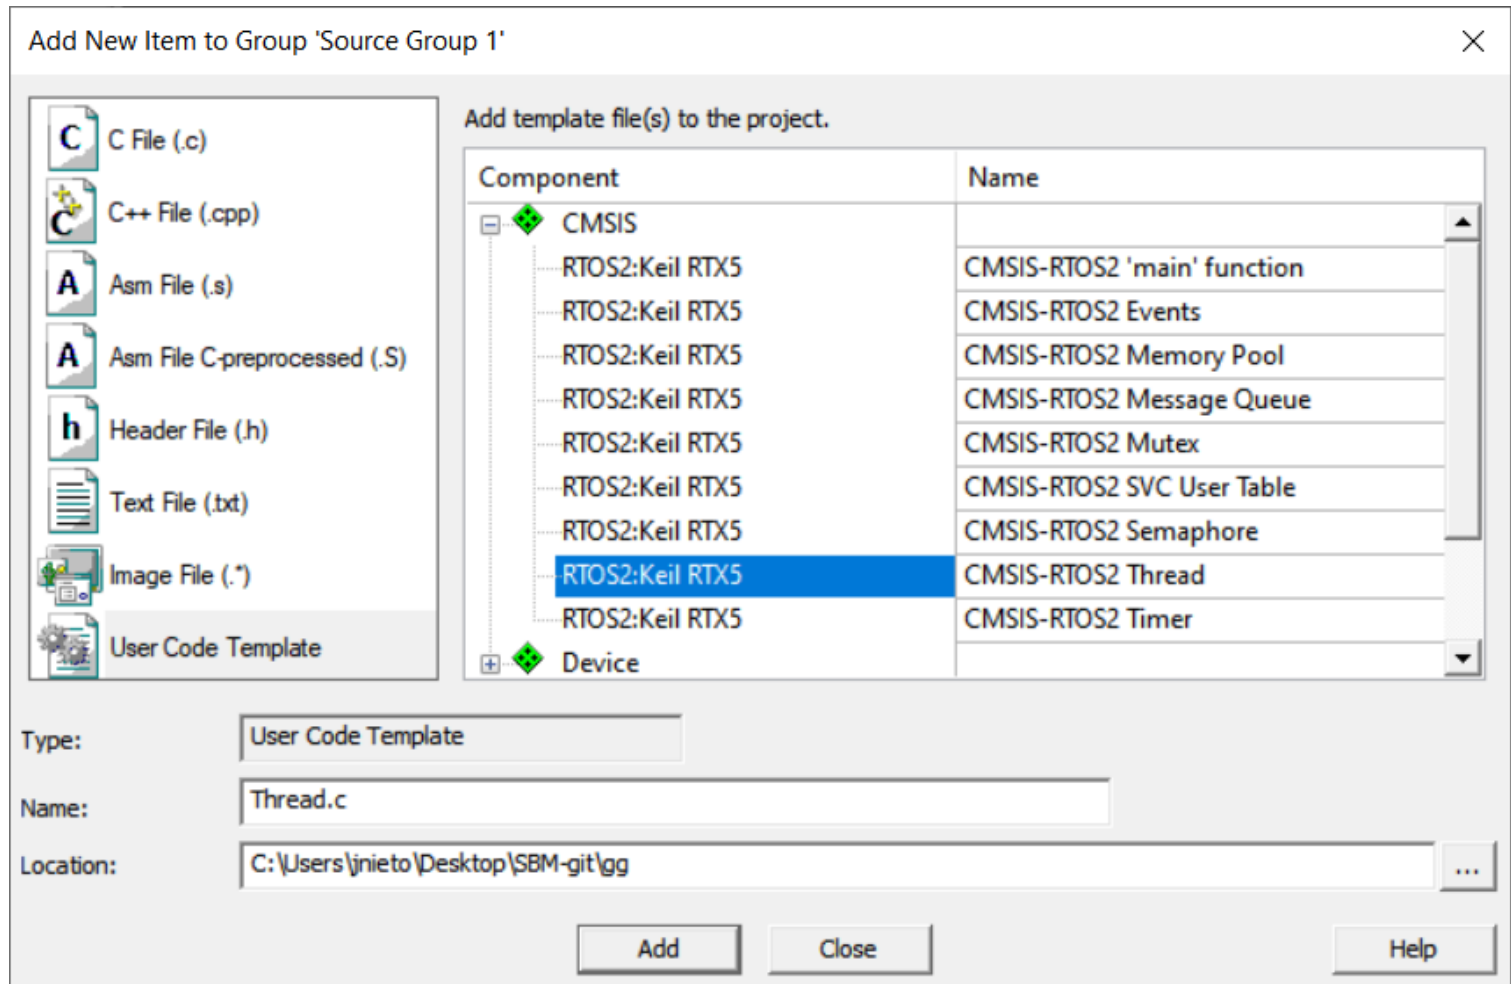 Add New Item to Group 'Source Group 1'
C File (.c)
C++ File (.cpp)
Asm File (.s)
Asm File C-preprocessed (.S)
Header File (.h)
Text File (.txt)
Image File (.*)
User Code Template
Add template file(s) to the project.
Component Name
CMSIS
RTOS2:Keil RTX5 CMSIS-RTOS2 'main' function
RTOS2:Keil RTX5 CMSIS-RTOS2 Events
RTOS2:Keil RTX5 CMSIS-RTOS2 Memory Pool
RTOS2:Keil RTX5 CMSIS-RTOS2 Message Queue
RTOS2:Keil RTX5 CMSIS-RTOS2 Mutex
RTOS2:Keil RTX5 CMSIS-RTOS2 SVC User Table
RTOS2:Keil RTX5 CMSIS-RTOS2 Semaphore
RTOS2:Keil RTX5 CMSIS-RTOS2 Thread
RTOS2:Keil RTX5 CMSIS-RTOS2 Timer
Device
Type: User Code Template
Name: Thread.c
Location: C:\Users\jnieto\Desktop\SBM-git\gg ...
Add Close Help